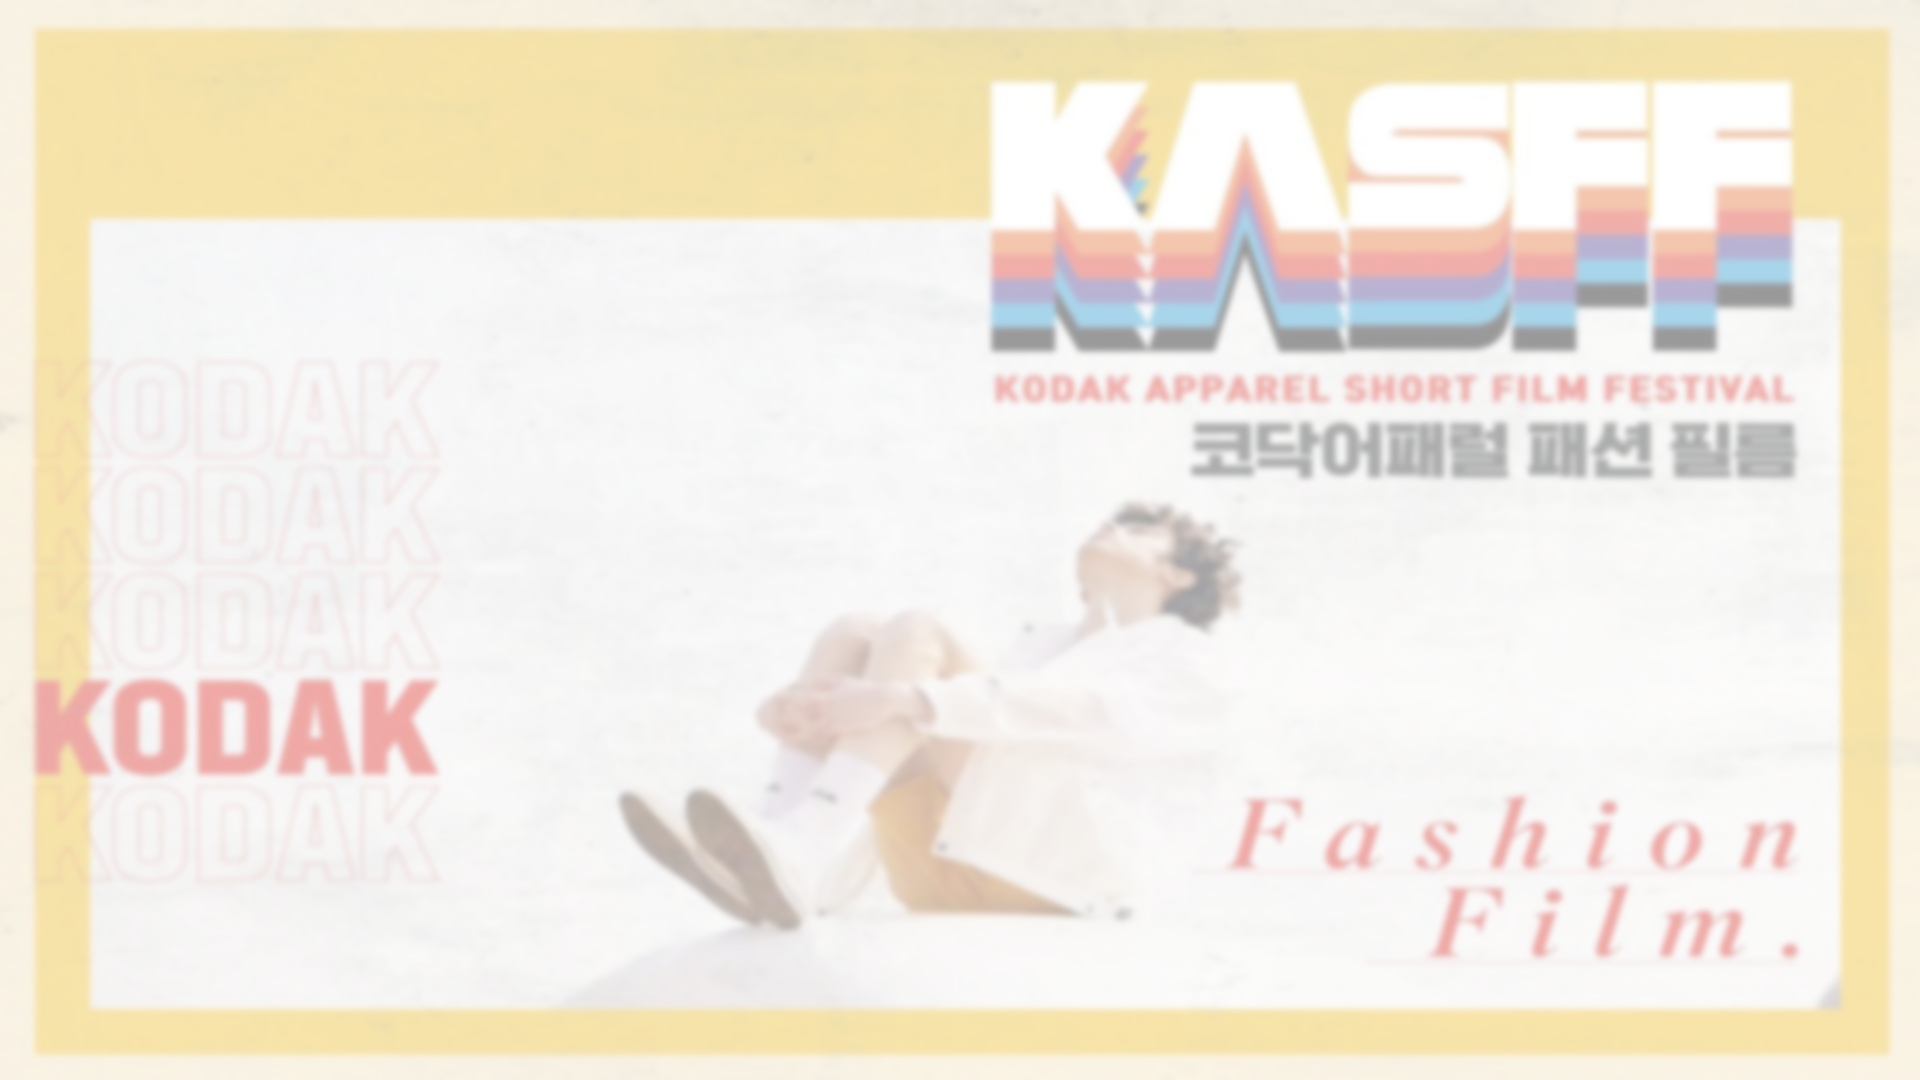 KASFF
KODAK APPAREL SHORT FILM FESTIVAL
코닥어패럴 패션 필름
KODAK
KODAK
KODAK
KODAK
KODAK
Fashion
Film.